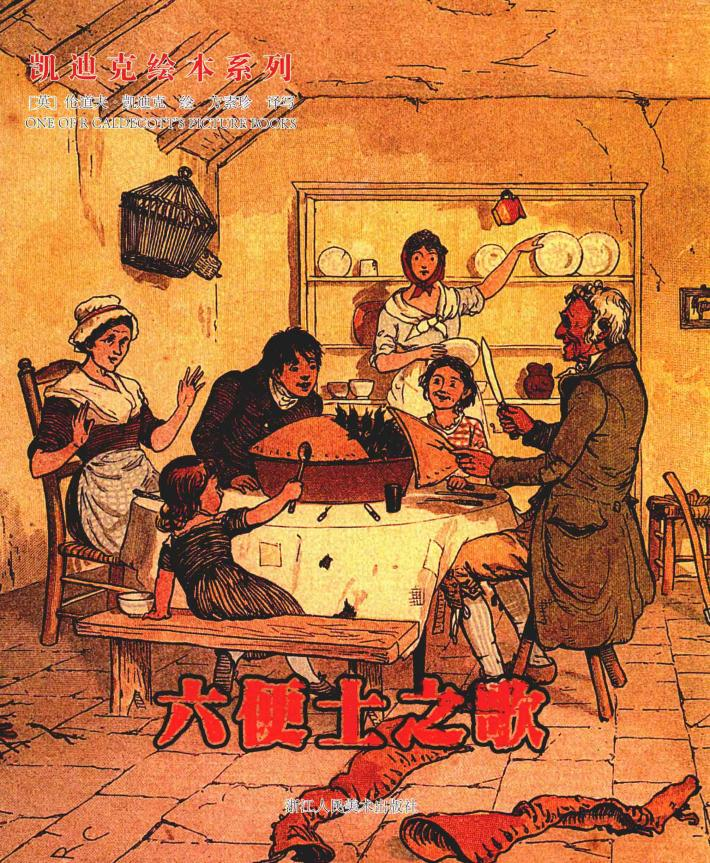 凯迪克绘本系列
[英] 伦道夫·凯迪克 绘 方素珍 译写
ONE OF R CALDECOTT'S PICTURE BOOKS
六便士之歌
浙江人民美术出版社
RC